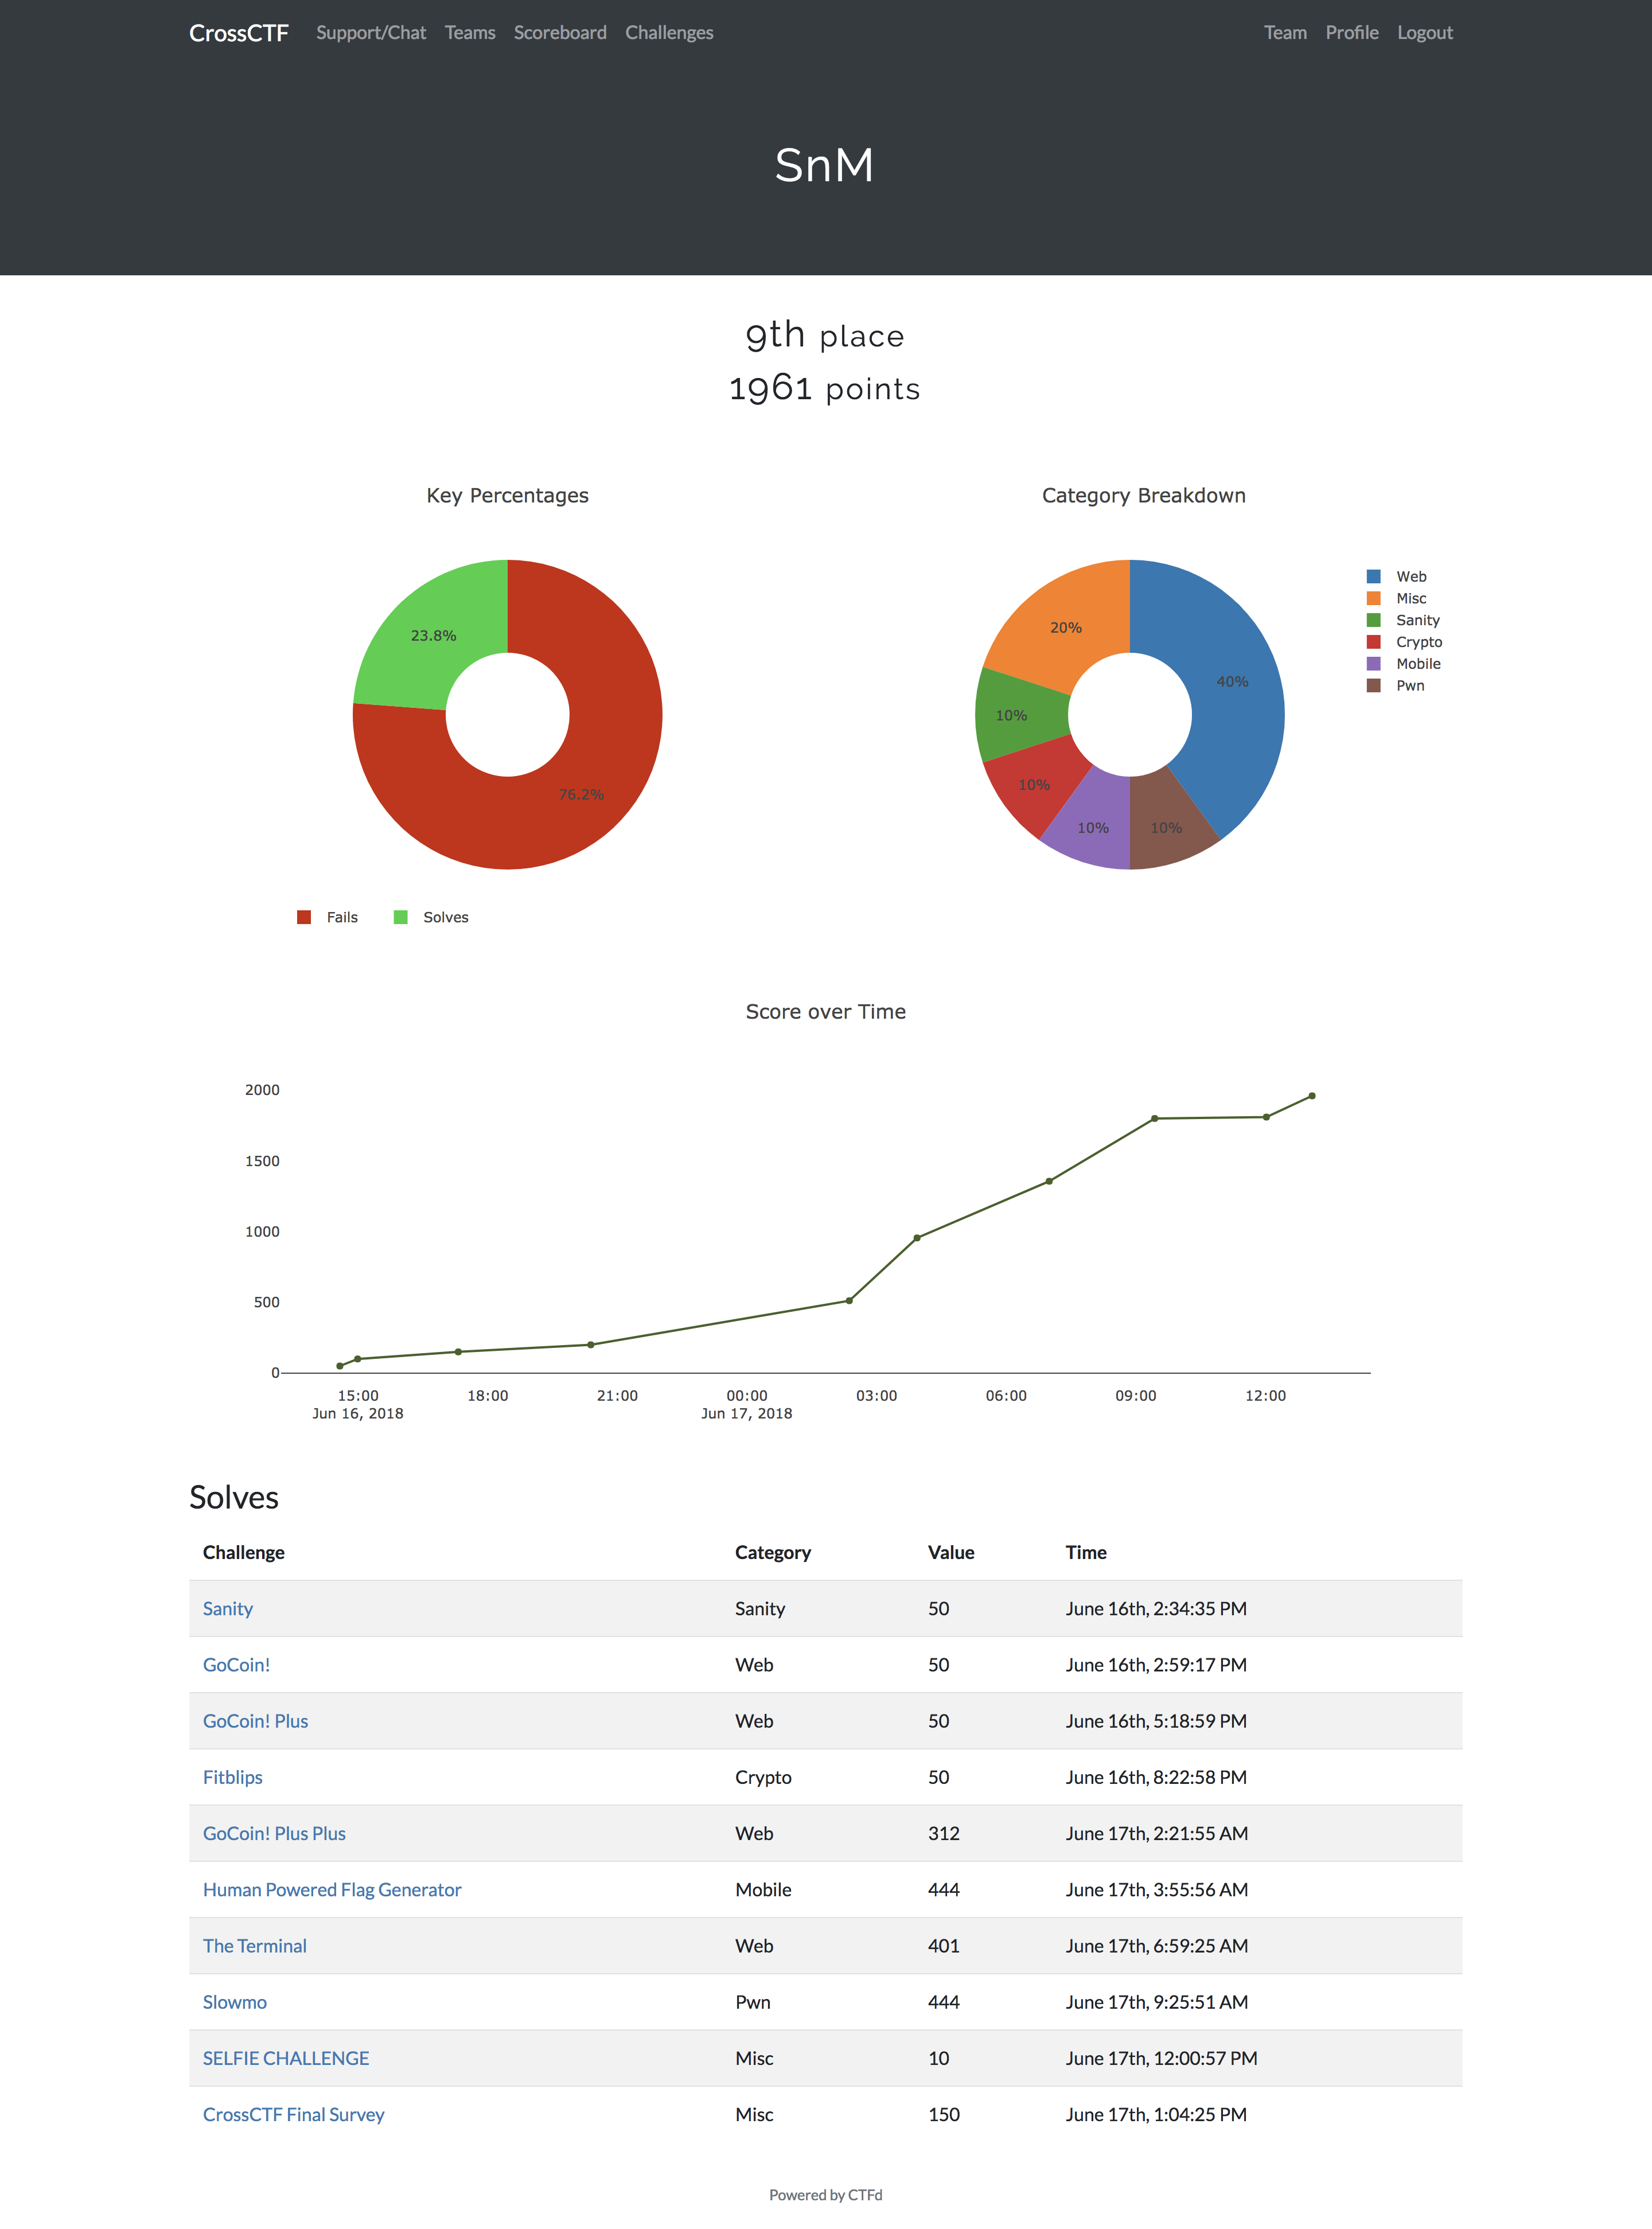 CrossCTF Support/Chat Teams Scoreboard Challenges Team Profile Logout
SnM
9th place
1961 points
Key Percentages
23.8%
76.2%
Fails Solves
Category Breakdown
20%
40%
10%
10%
10%
10%
Web
Misc
Sanity
Crypto
Mobile
Pwn
Score over Time
2000
1500
1000
500
0
15:00 18:00 21:00 00:00 03:00 06:00 09:00 12:00
Jun 16, 2018 Jun 17, 2018
Solves
Challenge Category Value Time
Sanity Sanity 50 June 16th, 2:34:35 PM
GoCoin! Web 50 June 16th, 2:59:17 PM
GoCoin! Plus Web 50 June 16th, 5:18:59 PM
Fitblips Crypto 50 June 16th, 8:22:58 PM
GoCoin! Plus Plus Web 312 June 17th, 2:21:55 AM
Human Powered Flag Generator Mobile 444 June 17th, 3:55:56 AM
The Terminal Web 401 June 17th, 6:59:25 AM
Slowmo Pwn 444 June 17th, 9:25:51 AM
SELFIE CHALLENGE Misc 10 June 17th, 12:00:57 PM
CrossCTF Final Survey Misc 150 June 17th, 1:04:25 PM
Powered by CTFd